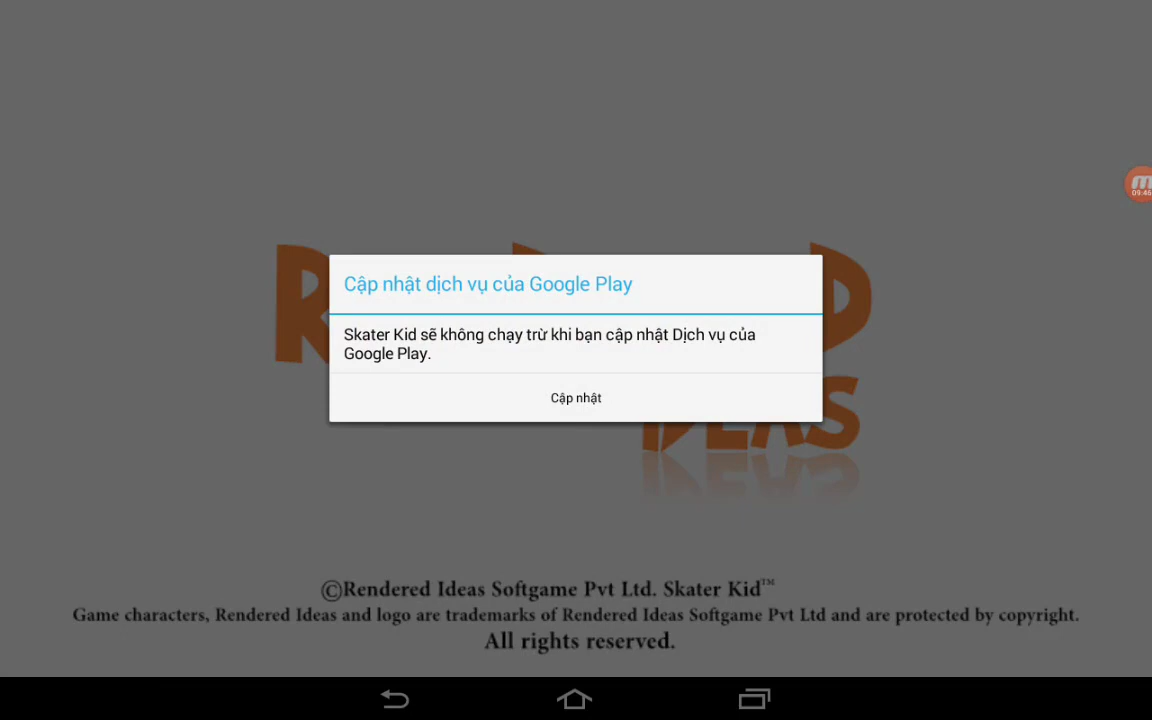 Cập nhật dịch vụ của Google Play
Skater Kid sẽ không chạy trừ khi bạn cập nhật Dịch vụ của
Google Play.
Cập nhật
09:46
©Rendered Ideas Softgame Pvt Ltd. Skater Kid™
Game characters, Rendered Ideas and logo are trademarks of Rendered Ideas Softgame Pvt Ltd and are protected by copyright.
All rights reserved.